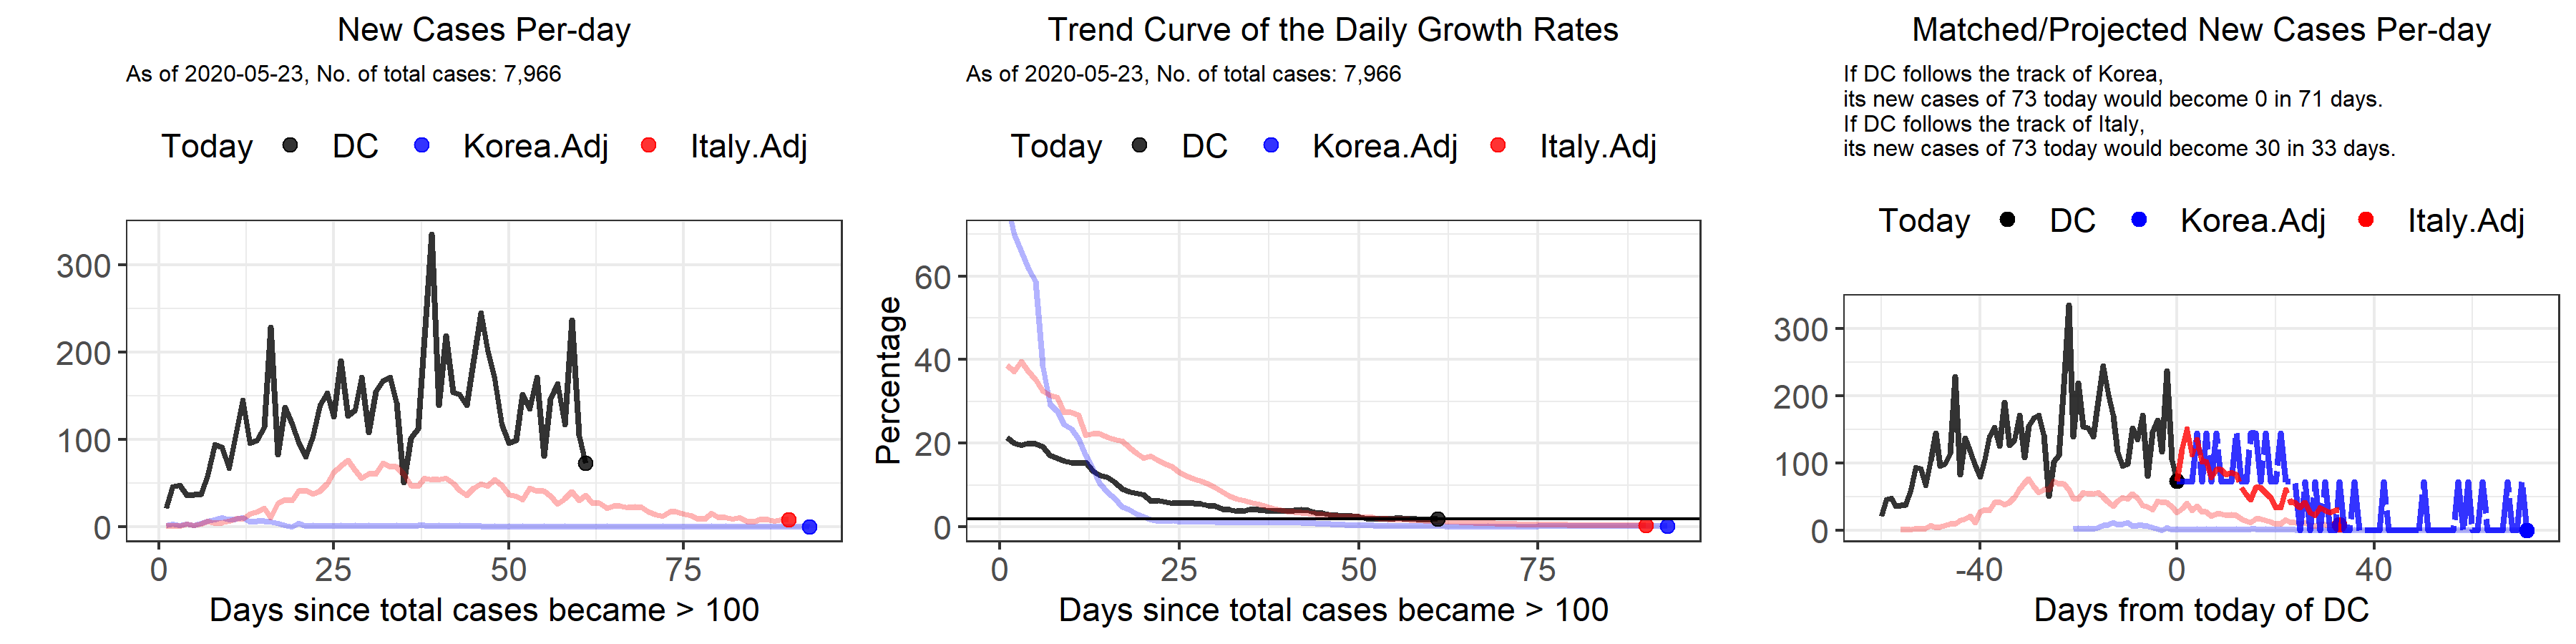 New Cases Per-day
As of 2020-05-23, No. of total cases: 7,966
Today DC Korea.Adj Italy.Adj
300
200
100
0
0 25 50 75
Days since total cases became > 100
Trend Curve of the Daily Growth Rates
As of 2020-05-23, No. of total cases: 7,966
Today DC Korea.Adj Italy.Adj
Percentage
60
40
20
0
0 25 50 75
Days since total cases became > 100
Matched/Projected New Cases Per-day
If DC follows the track of Korea,
its new cases of 73 today would become 0 in 71 days.
If DC follows the track of Italy,
its new cases of 73 today would become 30 in 33 days.
Today DC Korea.Adj Italy.Adj
300
200
100
0
-40 0 40
Days from today of DC